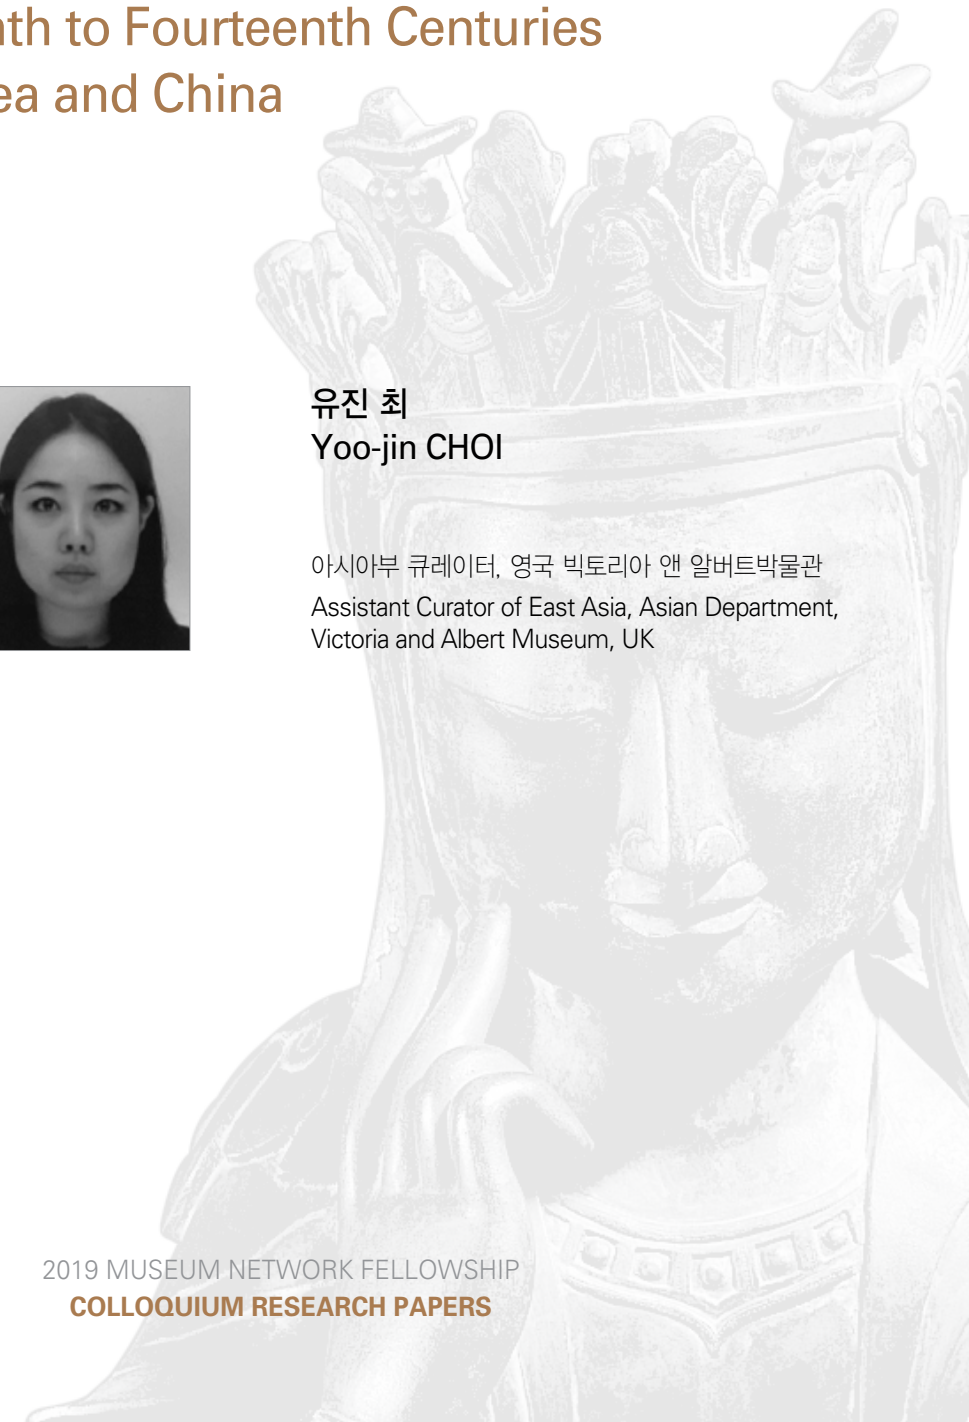 to Fourteenth Centuries
and China
유진 최
Yoo-jin CHOI
아시아부 큐레이터, 영국 빅토리아 앤 알버트박물관
Assistant Curator of East Asia, Asian Department,
Victoria and Albert Museum, UK
2019 MUSEUM NETWORK FELLOWSHIP
COLLOQUIUM RESEARCH PAPERS